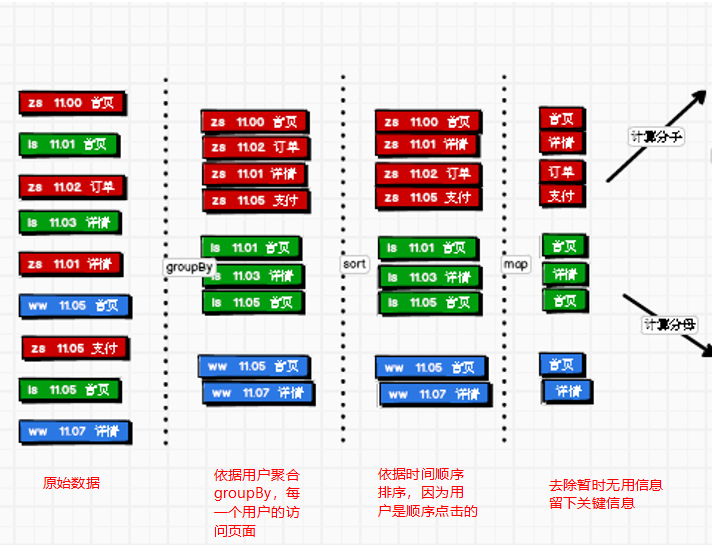 zs 11.00 首页
ls 11.01 首页
zs 11.02 订单
ls 11.03 详情
zs 11.01 详情
ww 11.05 首页
zs 11.05 支付
ls 11.05 首页
ww 11.07 详情
原始数据
groupBy
zs 11.00 首页
zs 11.02 订单
zs 11.01 详情
zs 11.05 支付
ls 11.01 首页
ls 11.03 详情
ls 11.05 首页
ww 11.05 首页
ww 11.07 详情
依据用户聚合
groupBy，每
一个用户的访
问页面
sort
zs 11.00 首页
zs 11.01 详情
zs 11.02 订单
zs 11.05 支付
ls 11.01 首页
ls 11.03 详情
ls 11.05 首页
ww 11.05 首页
ww 11.07 详情
依据时间顺序
排序，因为用
户是顺序点击的
map
首页
详情
订单
支付
首页
详情
首页
首页
详情
去除暂时无用信息
留下关键信息
计算分子
计算分母